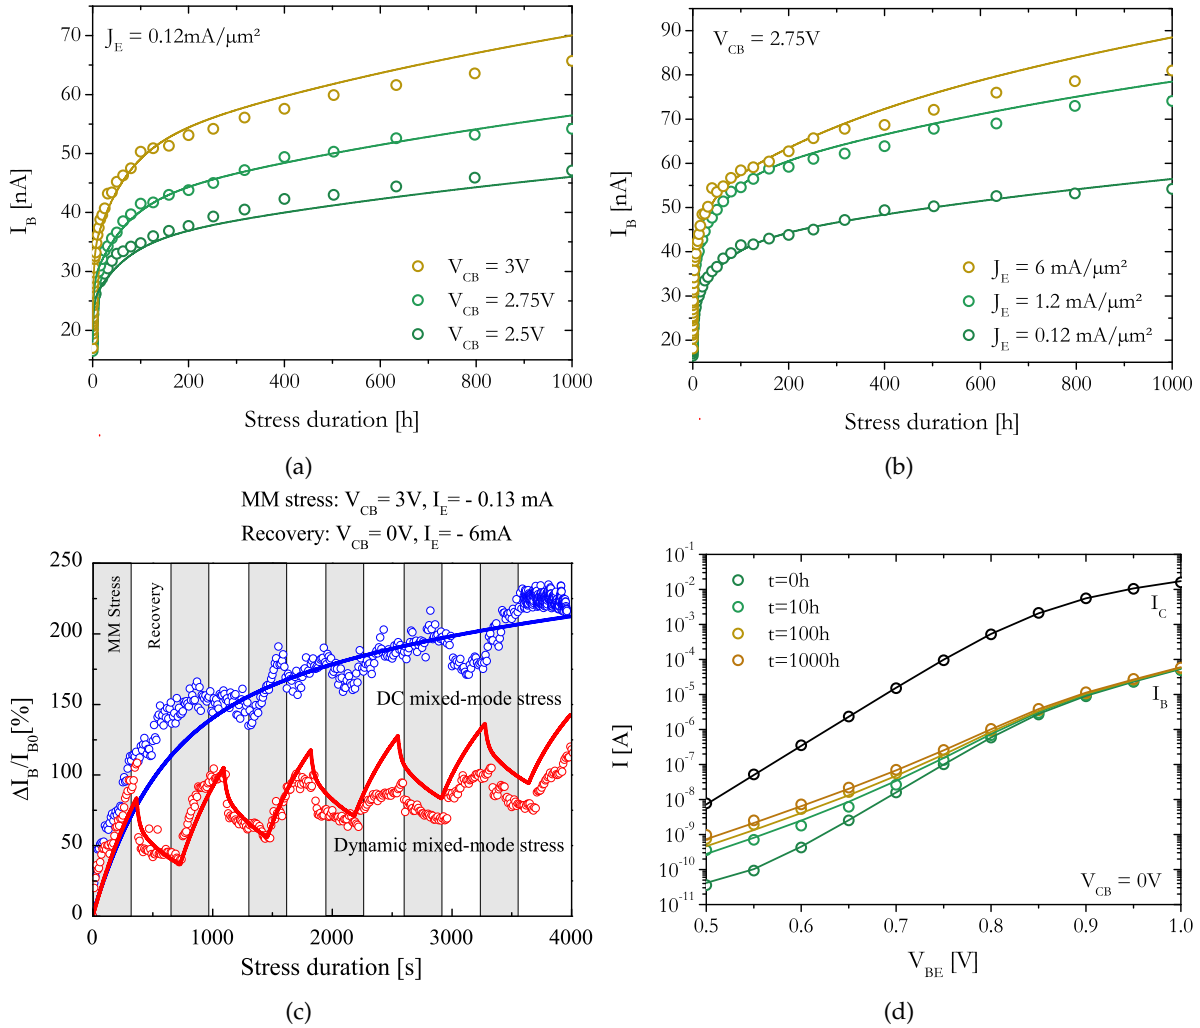 J_E = 0.12mA/μm²
70
60
50
40
30
20
I_B [nA]
V_CB = 3V
V_CB = 2.75V
V_CB = 2.5V
0
200
400
600
800
1000
Stress duration [h]
(a)
V_CB = 2.75V
90
80
70
60
50
40
30
20
I_B [nA]
J_E = 6 mA/μm²
J_E = 1.2 mA/μm²
J_E = 0.12 mA/μm²
0
200
400
600
800
1000
Stress duration [h]
(b)
MM stress: V_CB= 3V, I_E= - 0.13 mA
Recovery: V_CB= 0V, I_E= - 6mA
250
200
150
100
50
0
ΔI_B/I_B0[%]
MM Stress
Recovery
DC mixed-mode stress
Dynamic mixed-mode stress
0
1000
2000
3000
4000
Stress duration [s]
(c)
10⁻¹
10⁻²
10⁻³
10⁻⁴
10⁻⁵
10⁻⁶
10⁻⁷
10⁻⁸
10⁻⁹
10⁻¹⁰
10⁻¹¹
I [A]
t=0h
t=10h
t=100h
t=1000h
I_C
I_B
V_CB = 0V
0.5
0.6
0.7
0.8
0.9
1.0
V_BE [V]
(d)